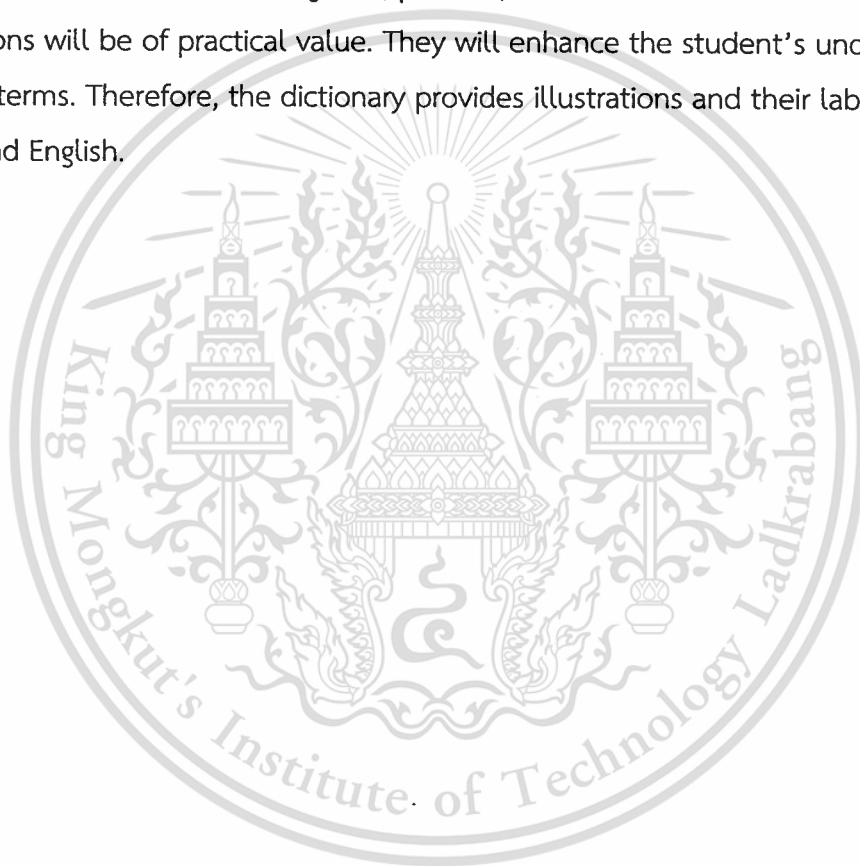 ons will be of practical value. They will enhance the student's unc
terms. Therefore, the dictionary provides illustrations and their lab
d English.
King Mongkut's Institute of Technology Ladkrabang